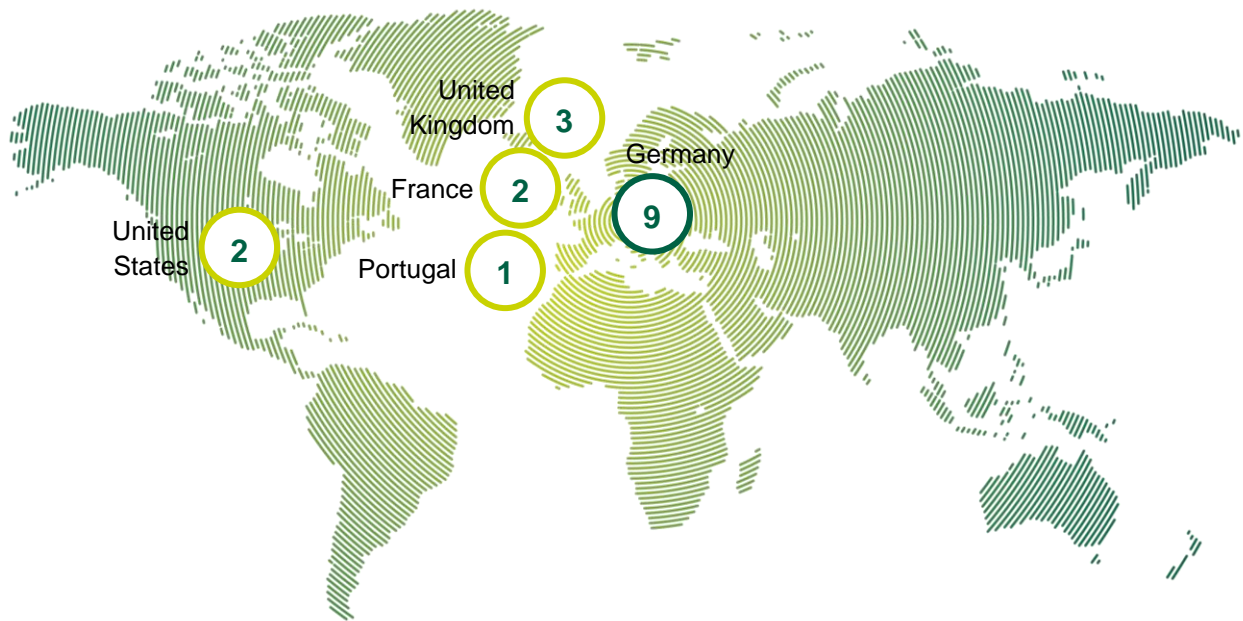 United
Kingdom
3
Germany
France
2
9
United
States
2
Portugal
1